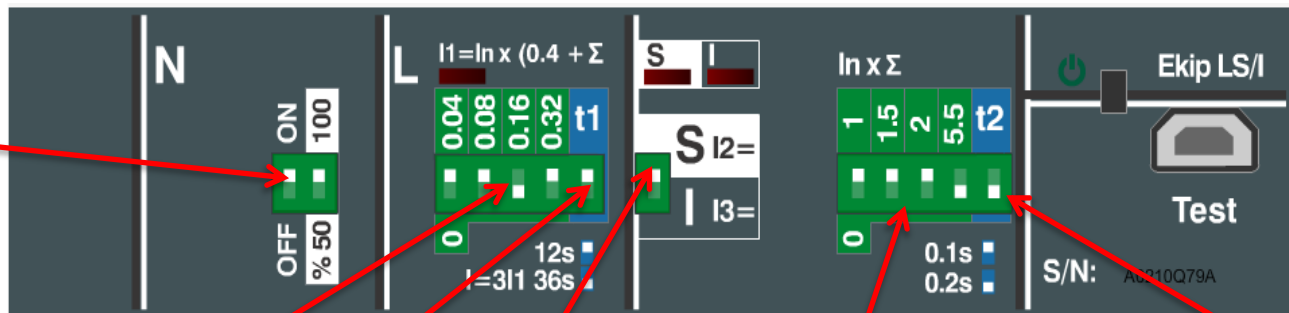 N
ON
100
OFF
% 50
L
I1=In x (0.4 + Σ
0.04
0.08
0.16
0.32
t1
0
12s
I=3I1 36s
S
I
S I2=
I I3=
In x Σ
1
1.5
2
5.5
t2
0
0.1s
0.2s
Ekip LS/I
Test
S/N: A0210Q79A